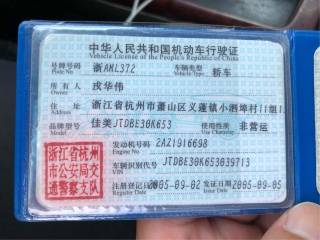 中华人民共和国机动车行驶证
Vehicle License of the People's Republic of China
号牌号码 浙AML372 车辆类型 轿车
Plate No Vehicle Type
所有人 戎华伟
Owner
住址 浙江省杭州市萧山区义蓬镇小泗埠村11组1
Address
品牌型号 佳美JTDBE30K653 使用性质 非营运
Model Use Character
发动机号码 2AZ1916698
Engine No
车辆识别代号 JTDBE30K653039713
VIN
注册登记日期 2005-09-02 发证日期 2005-09-05
Register Date Issue Date
浙江省杭州
市公安局交
通警察支队